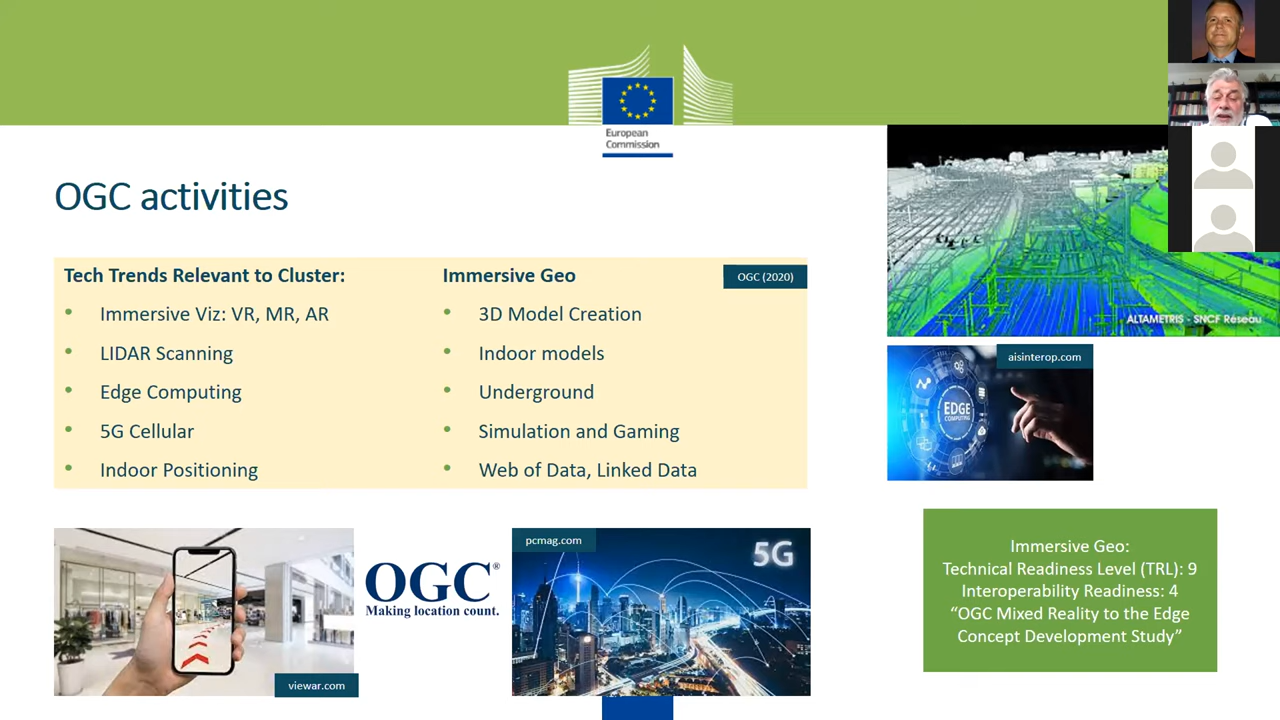 European
Commission
OGC activities
Tech Trends Relevant to Cluster:
• Immersive Viz: VR, MR, AR
• LIDAR Scanning
• Edge Computing
• 5G Cellular
• Indoor Positioning
Immersive Geo
OGC (2020)
• 3D Model Creation
• Indoor models
• Underground
• Simulation and Gaming
• Web of Data, Linked Data
ALTAMETRIS - SNCF Réseau
aisinterop.com
EDGE
COMPUTING
viewar.com
OGC®
Making location count.
pcmag.com
5G
Immersive Geo:
Technical Readiness Level (TRL): 9
Interoperability Readiness: 4
“OGC Mixed Reality to the Edge
Concept Development Study”